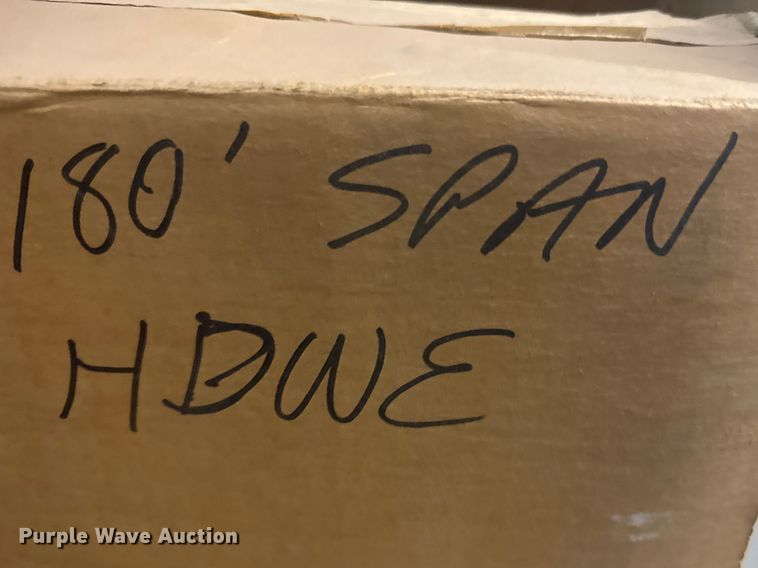 180' SPAN
HDWE
Purple Wave Auction